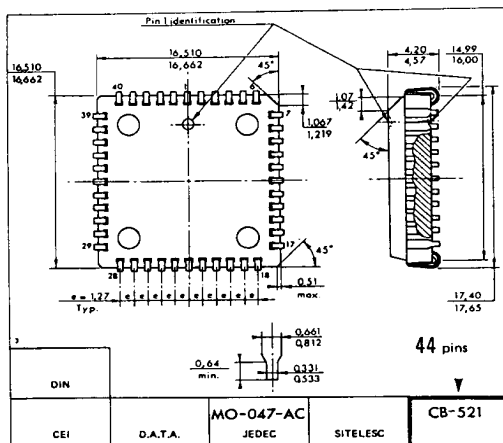 Pin 1 identification
16,510
16,662
45°
4,20
4,57
14,99
16,00
16,510
16,662
40
1
6
39
7
1,067
1,219
1,07
1,42
45°
29
17
45°
28
18
e = 1,27
Typ.
e e e e e e e e e
0,51
max.
17,40
17,65
0,661
0,812
0,64
min.
0,331
0,533
44 pins
DIN
CEI
D.A.T.A.
MO-047-AC
JEDEC
SITELESC
CB-521